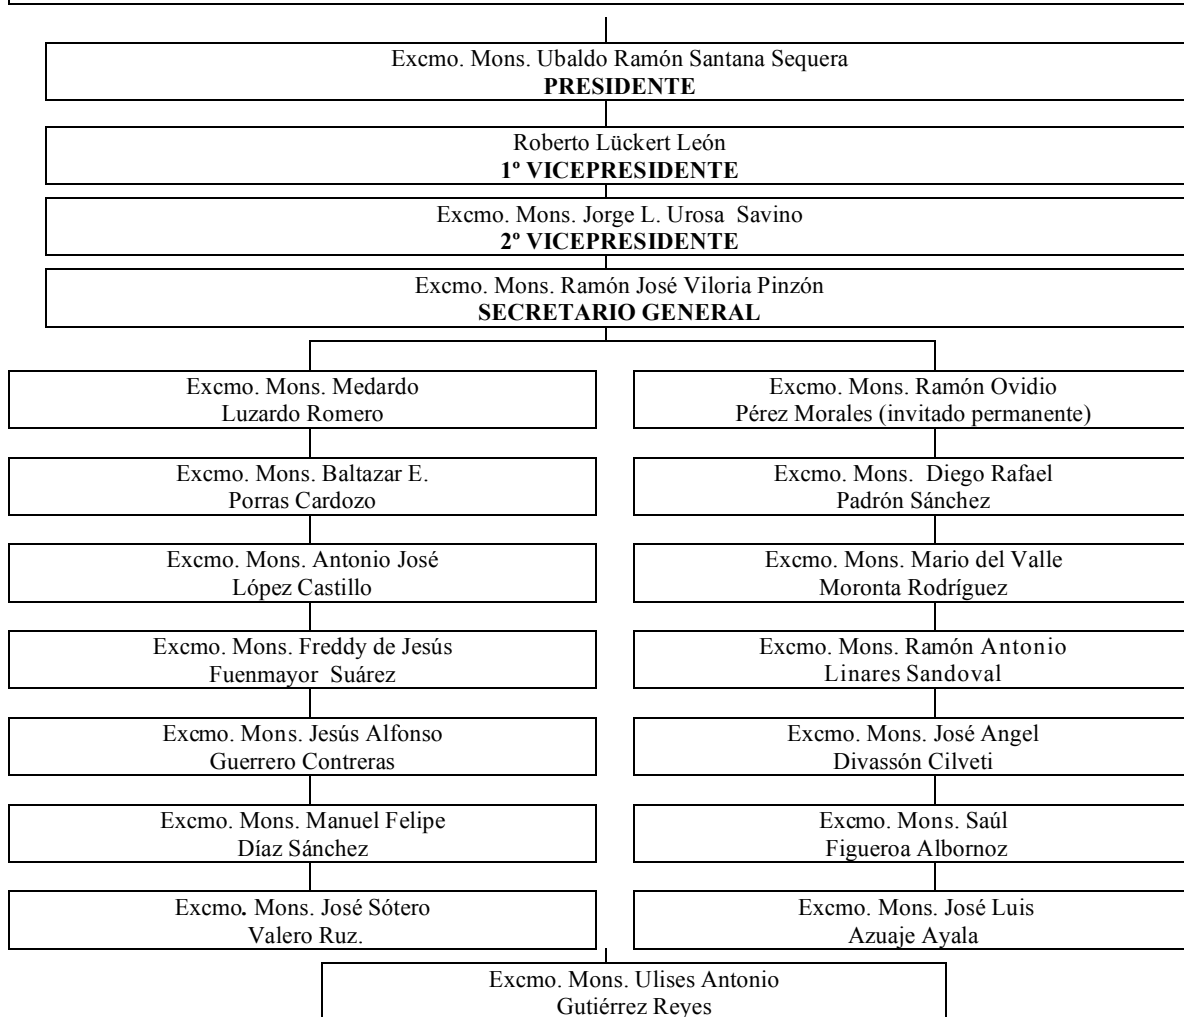 Excmo. Mons. Ubaldo Ramón Santana Sequera
PRESIDENTE
Roberto Lückert León
1º VICEPRESIDENTE
Excmo. Mons. Jorge L. Urosa Savino
2º VICEPRESIDENTE
Excmo. Mons. Ramón José Viloria Pinzón
SECRETARIO GENERAL
Excmo. Mons. Medardo
Luzardo Romero
Excmo. Mons. Ramón Ovidio
Pérez Morales (invitado permanente)
Excmo. Mons. Baltazar E.
Porras Cardozo
Excmo. Mons. Diego Rafael
Padrón Sánchez
Excmo. Mons. Antonio José
López Castillo
Excmo. Mons. Mario del Valle
Moronta Rodríguez
Excmo. Mons. Freddy de Jesús
Fuenmayor Suárez
Excmo. Mons. Ramón Antonio
Linares Sandoval
Excmo. Mons. Jesús Alfonso
Guerrero Contreras
Excmo. Mons. José Angel
Divassón Cilveti
Excmo. Mons. Manuel Felipe
Díaz Sánchez
Excmo. Mons. Saúl
Figueroa Albornoz
Excmo. Mons. José Sótero
Valero Ruz.
Excmo. Mons. José Luis
Azuaje Ayala
Excmo. Mons. Ulises Antonio
Gutiérrez Reyes